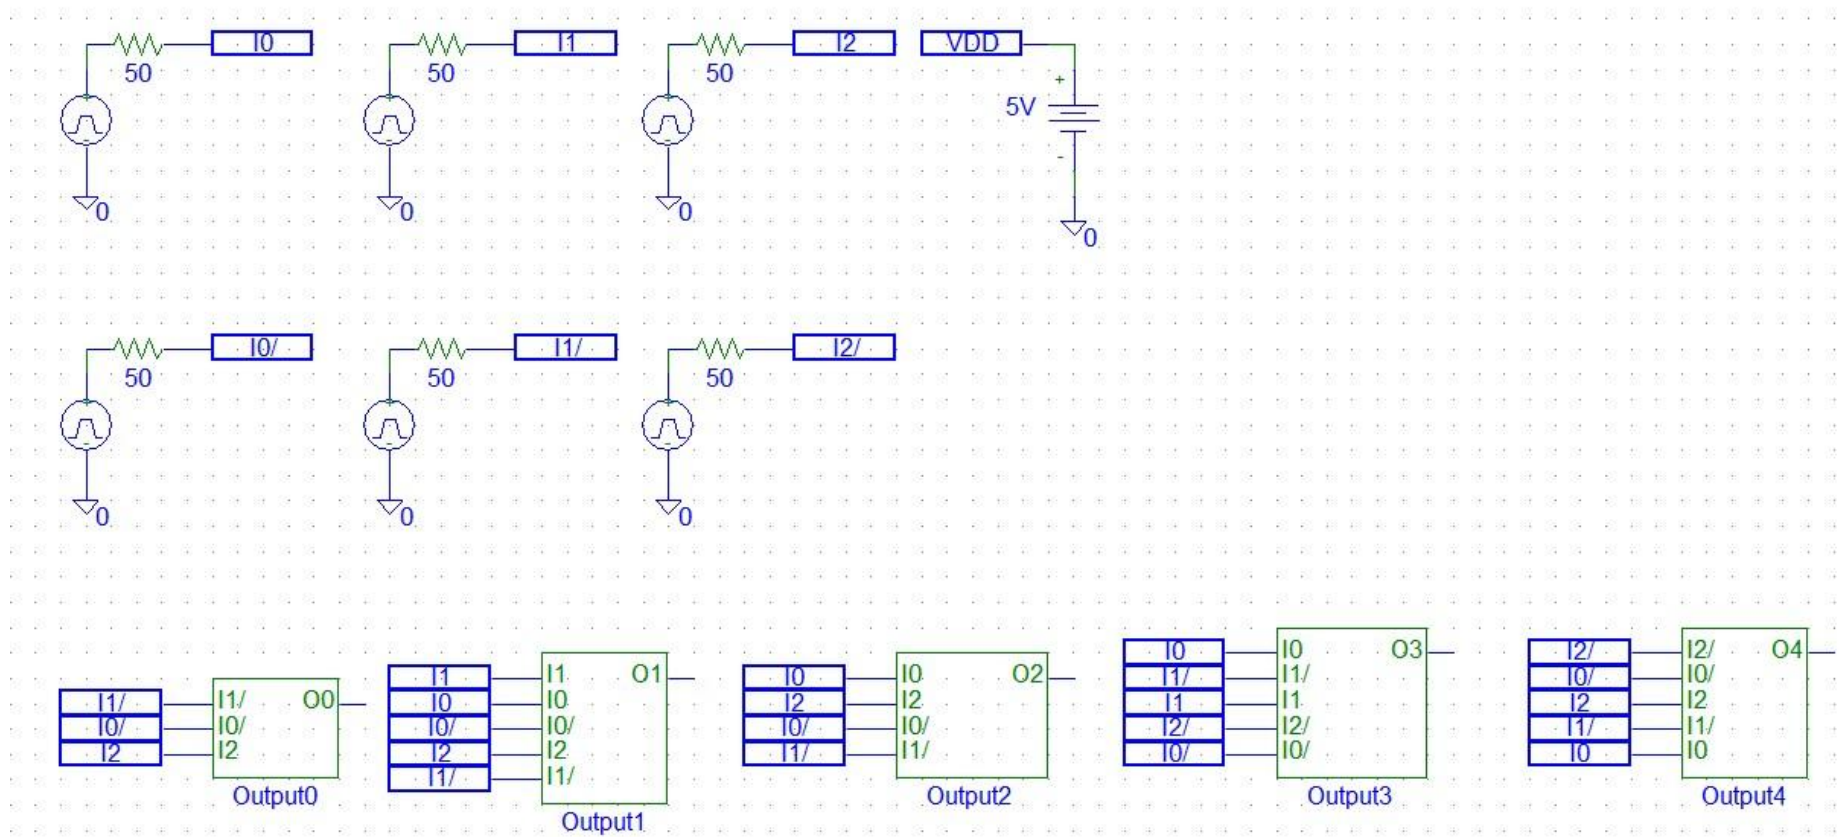 I0 I1 I2 VDD
50 50 50
+
5V
-
0 0 0
0
I0/ I1/ I2/
50 50 50
0 0 0
I0 I0 O3 I2/ I2/ O4
I1 I1 O1 I0 I0 O2 I1/ I1/ I0/ I0/
I1/ I1/ O0 I0 I0 I2 I2 I1 I1 I2 I2
I0/ I0/ I0/ I0/ I0/ I0/ I2/ I2/ I1/ I1/
I2 I2 I2 I2 I1/ I1/ I0/ I0/ I0 I0
I1/ I1/
Output0 Output2 Output3 Output4
Output1